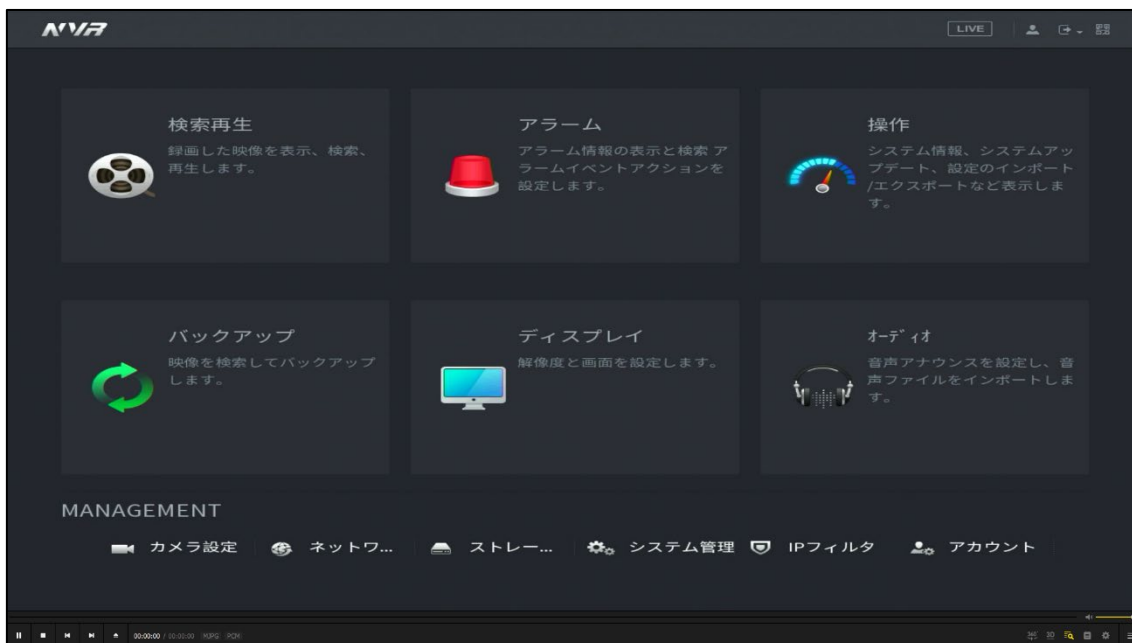 NVR
LIVE
検索再生
録画した映像を表示、検索、
再生します。
アラーム
アラーム情報の表示と検索 ア
ラームイベントアクションを
設定します。
操作
システム情報、システムアッ
プデート、設定のインポート
/エクスポートなど表示しま
す。
バックアップ
映像を検索してバックアップ
します。
ディスプレイ
解像度と画面を設定します。
オーディオ
音声アナウンスを設定し、音
声ファイルをインポートしま
す。
MANAGEMENT
カメラ設定
ネットワ...
ストレー...
システム管理
IPフィルタ
アカウント
00:00:00 / 00:00:00 MJPG PCM
3D